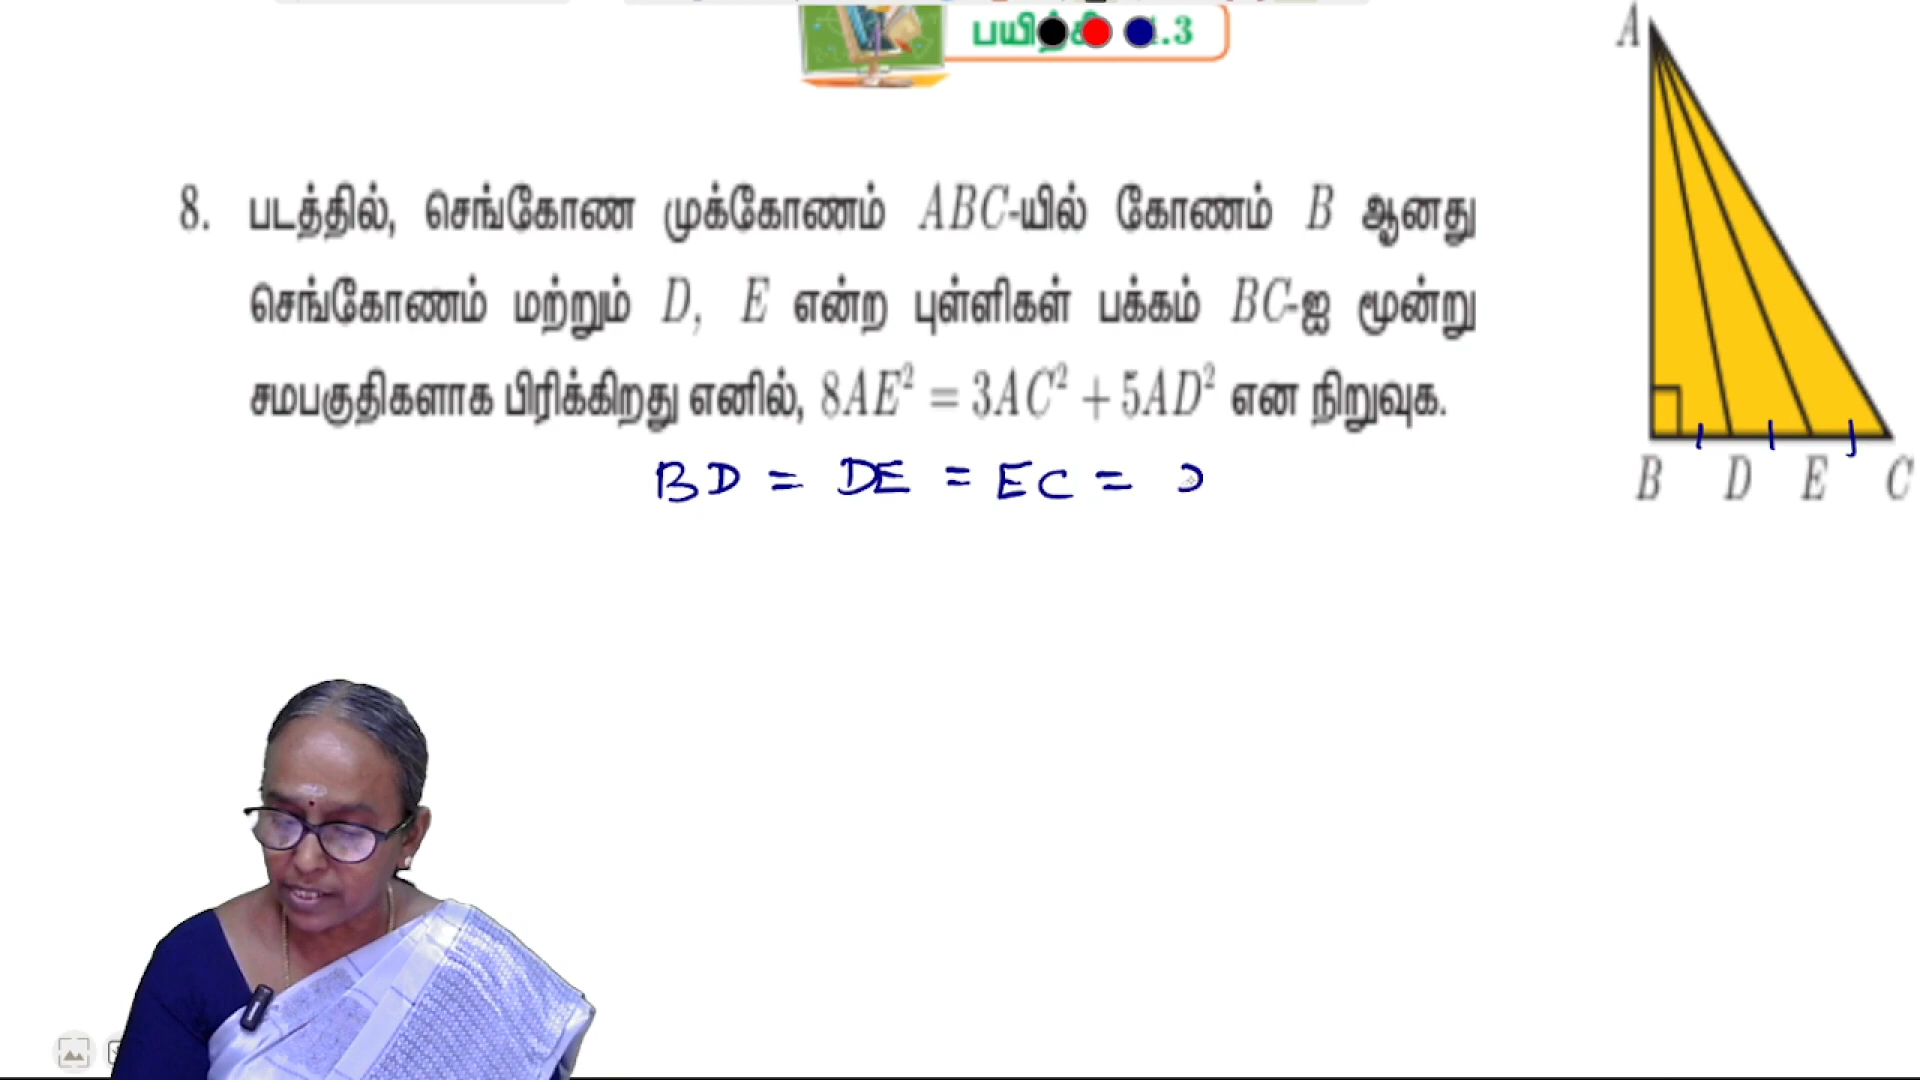 .3
A
8. படத்தில், செங்கோண முக்கோணம் ABC-யில் கோணம் B ஆனது
செங்கோணம் மற்றும் D, E என்ற புள்ளிகள் பக்கம் BC-ஐ மூன்று
சமபகுதிகளாக பிரிக்கிறது எனில், 8AE² = 3AC² + 5AD² என நிறுவுக.
B D E C
BD = DE = EC =